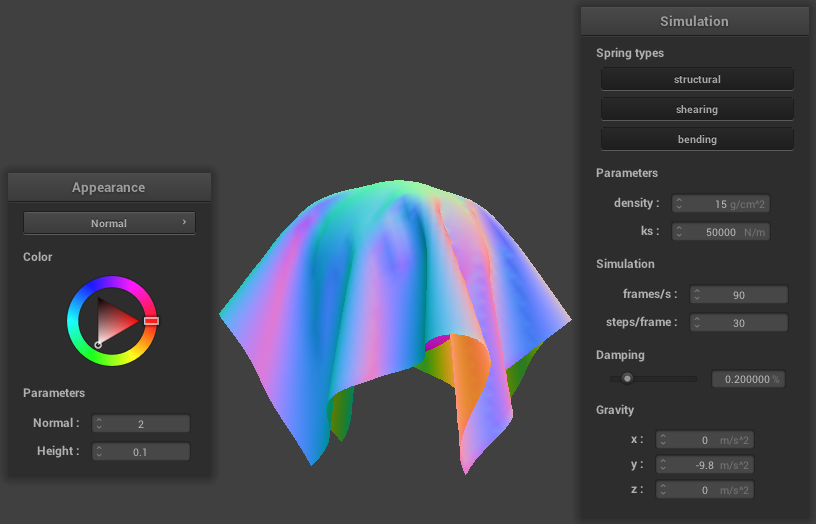 Appearance
Normal
Color
Parameters
Normal : 2
Height : 0.1
Simulation
Spring types
structural
shearing
bending
Parameters
density : 15 g/cm^2
ks : 50000 N/m
Simulation
frames/s : 90
steps/frame : 30
Damping
0.200000 %
Gravity
x : 0 m/s^2
y : -9.8 m/s^2
z : 0 m/s^2